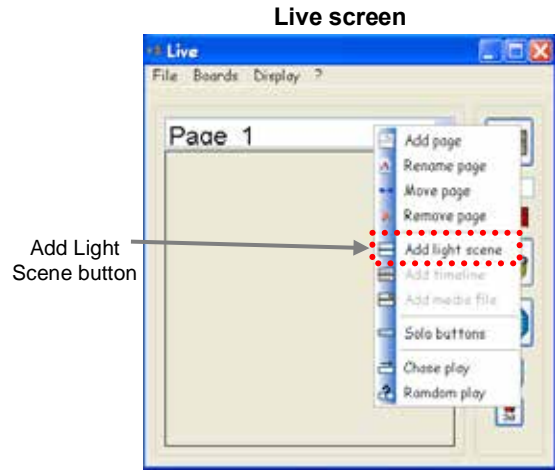 Live screen
Live
File Boards Display ?
Page 1
Add page
Rename page
Move page
Remove page
Add light scene
Add timeline
Add media file
Solo buttons
Chase play
Ramdom play
Add Light
Scene button